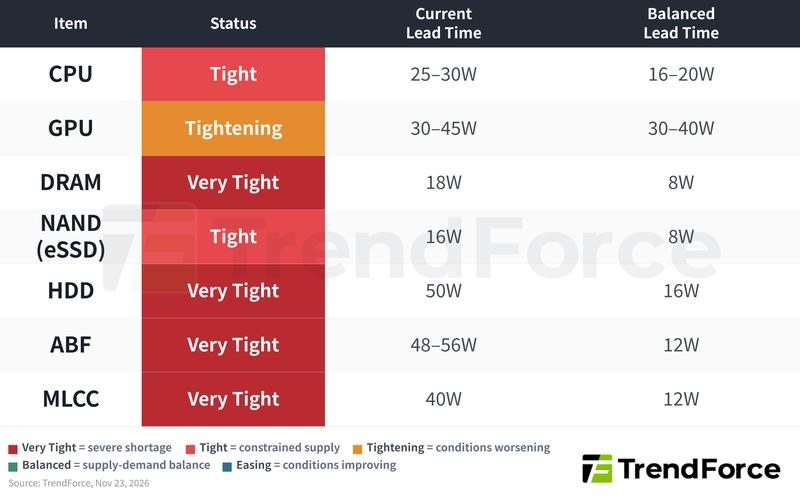 Item Status Current Lead Time Balanced Lead Time
CPU Tight 25–30W 16–20W
GPU Tightening 30–45W 30–40W
DRAM Very Tight 18W 8W
NAND (eSSD) Tight 16W 8W
HDD Very Tight 50W 16W
ABF Very Tight 48–56W 12W
MLCC Very Tight 40W 12W
TrendForce
Very Tight = severe shortage Tight = constrained supply Tightening = conditions worsening
Balanced = supply-demand balance Easing = conditions improving
Source: TrendForce, Nov 23, 2026
TrendForce